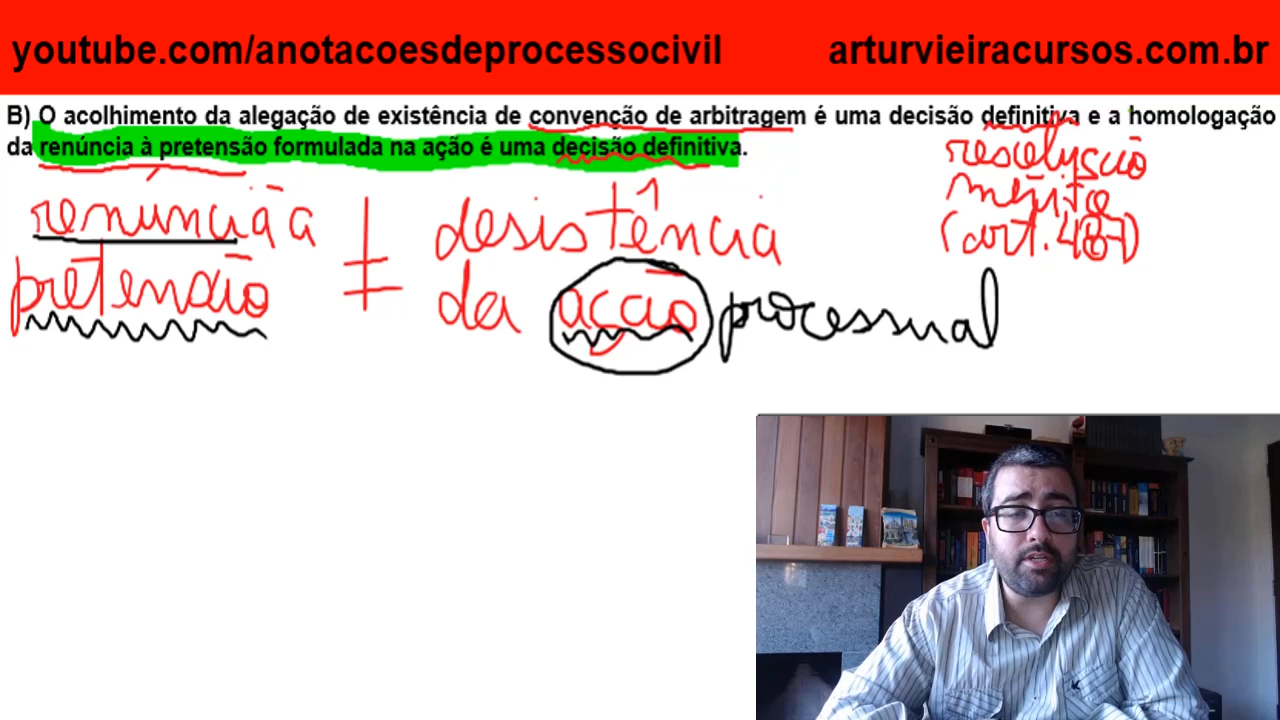 youtube.com/anotacoesdeprocessocivil arturvieiracursos.com.br
B) O acolhimento da alegação de existência de convenção de arbitragem é uma decisão definitiva e a homologação
da renúncia à pretensão formulada na ação é uma decisão definitiva.
resolução
mérito
(art. 487)
renúncia a ≠ desistência
pretensão da ação processual